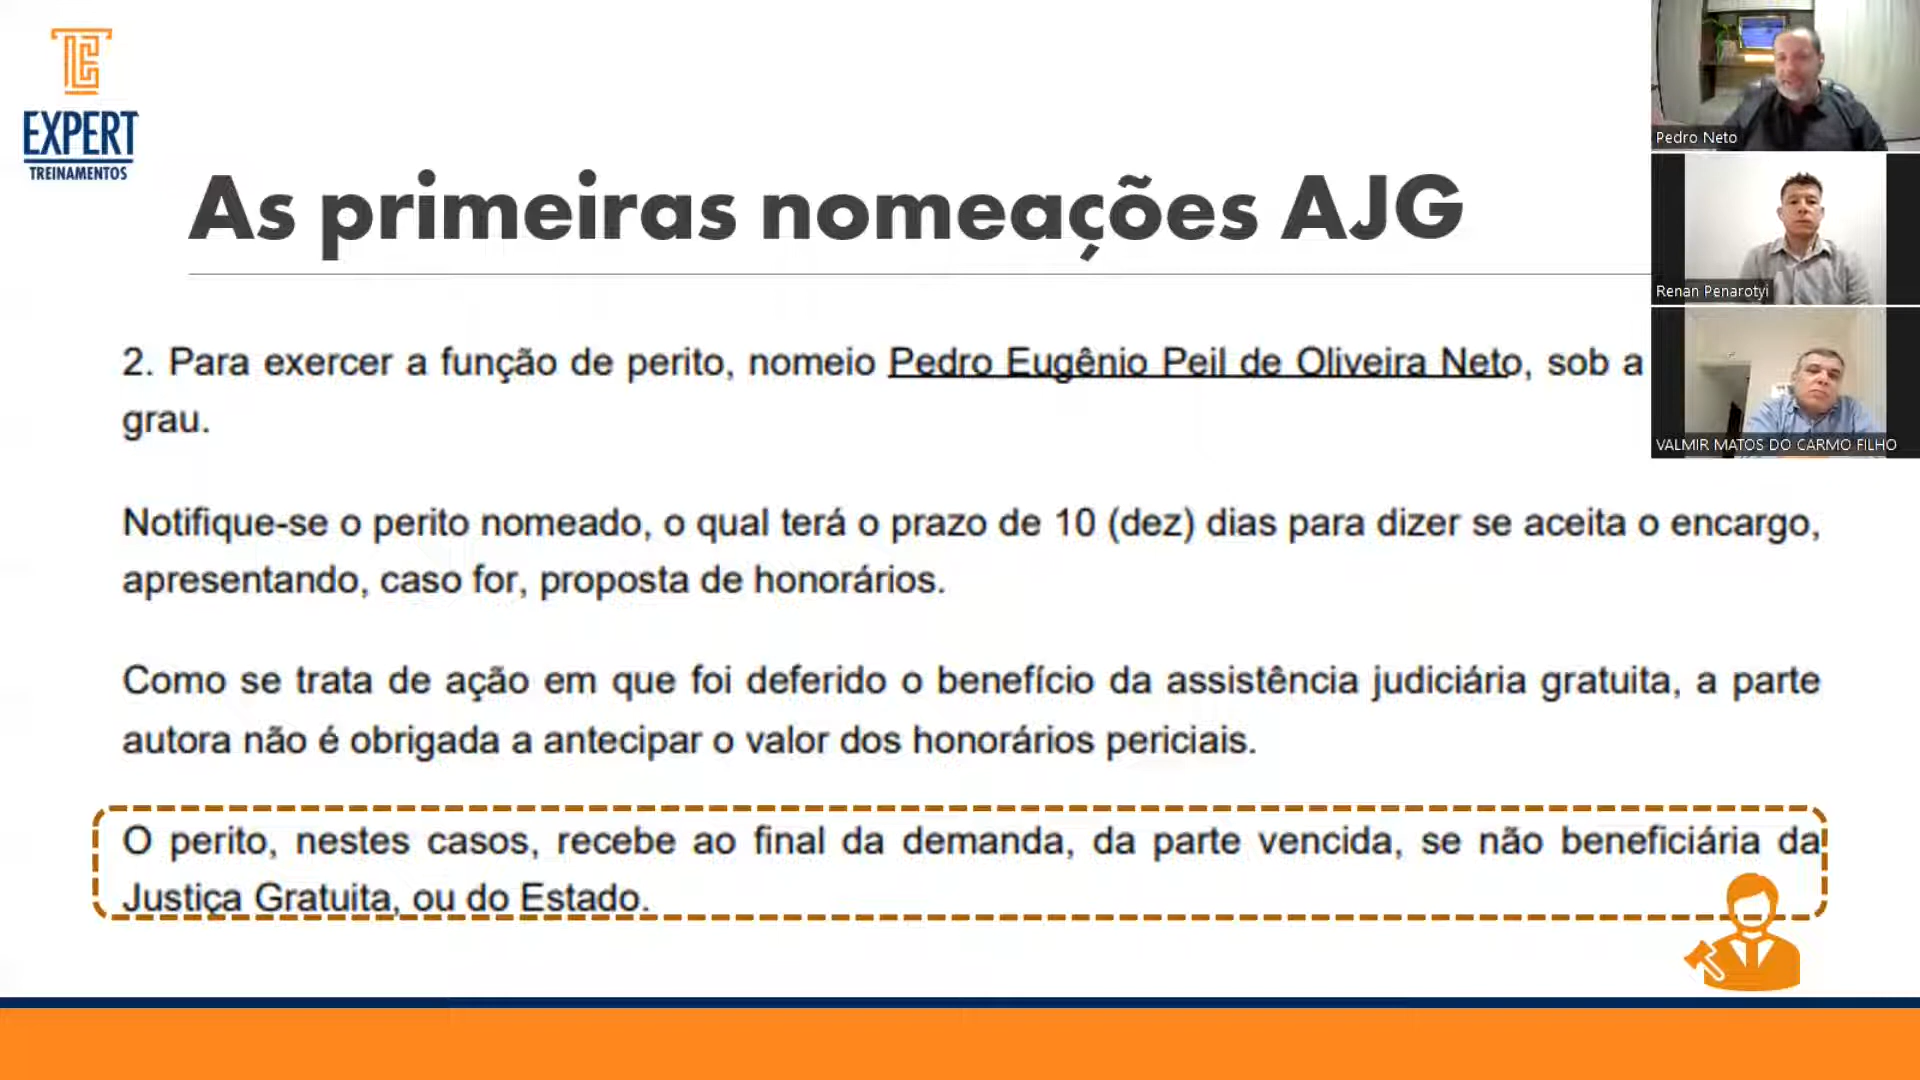 EXPERT
TREINAMENTOS
As primeiras nomeações AJG
Pedro Neto
Renan Penarotyi
VALMIR MATOS DO CARMO FILHO
2. Para exercer a função de perito, nomeio Pedro Eugênio Peil de Oliveira Neto, sob a
grau.
Notifique-se o perito nomeado, o qual terá o prazo de 10 (dez) dias para dizer se aceita o encargo,
apresentando, caso for, proposta de honorários.
Como se trata de ação em que foi deferido o benefício da assistência judiciária gratuita, a parte
autora não é obrigada a antecipar o valor dos honorários periciais.
O perito, nestes casos, recebe ao final da demanda, da parte vencida, se não beneficiária da
Justiça Gratuita, ou do Estado.